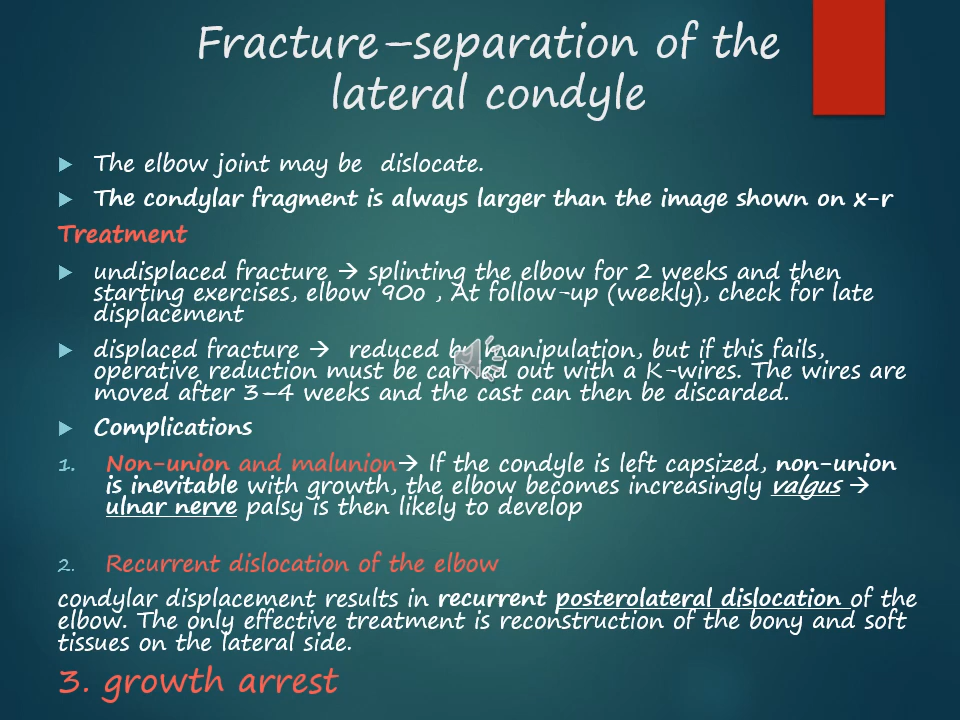 Fracture–separation of the
lateral condyle
The elbow joint may be dislocate.
The condylar fragment is always larger than the image shown on x-r
Treatment
undisplaced fracture → splinting the elbow for 2 weeks and then
starting exercises, elbow 90o , At follow-up (weekly), check for late
displacement
displaced fracture → reduced by manipulation, but if this fails,
operative reduction must be carried out with a K-wires. The wires are
moved after 3–4 weeks and the cast can then be discarded.
Complications
1. Non-union and malunion→ If the condyle is left capsized, non-union
is inevitable with growth, the elbow becomes increasingly valgus →
ulnar nerve palsy is then likely to develop
2. Recurrent dislocation of the elbow
condylar displacement results in recurrent posterolateral dislocation of the
elbow. The only effective treatment is reconstruction of the bony and soft
tissues on the lateral side.
3. growth arrest